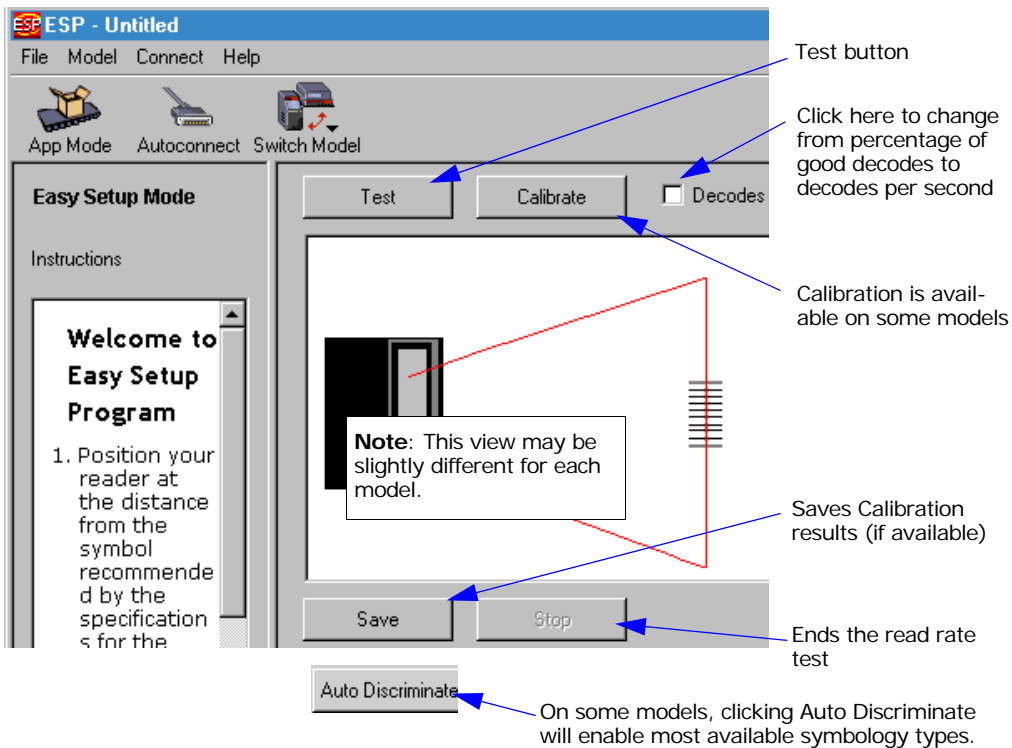 ESP ESP - Untitled
File Model Connect Help
App Mode Autoconnect Switch Model
Easy Setup Mode
Instructions
Welcome to
Easy Setup
Program
1. Position your
reader at
the distance
from the
symbol
recommende
d by the
specification
s for the
Test Calibrate Decodes
Note: This view may be
slightly different for each
model.
Save Stop
Auto Discriminate
Test button
Click here to change
from percentage of
good decodes to
decodes per second
Calibration is avail-
able on some models
Saves Calibration
results (if available)
Ends the read rate
test
On some models, clicking Auto Discriminate
will enable most available symbology types.